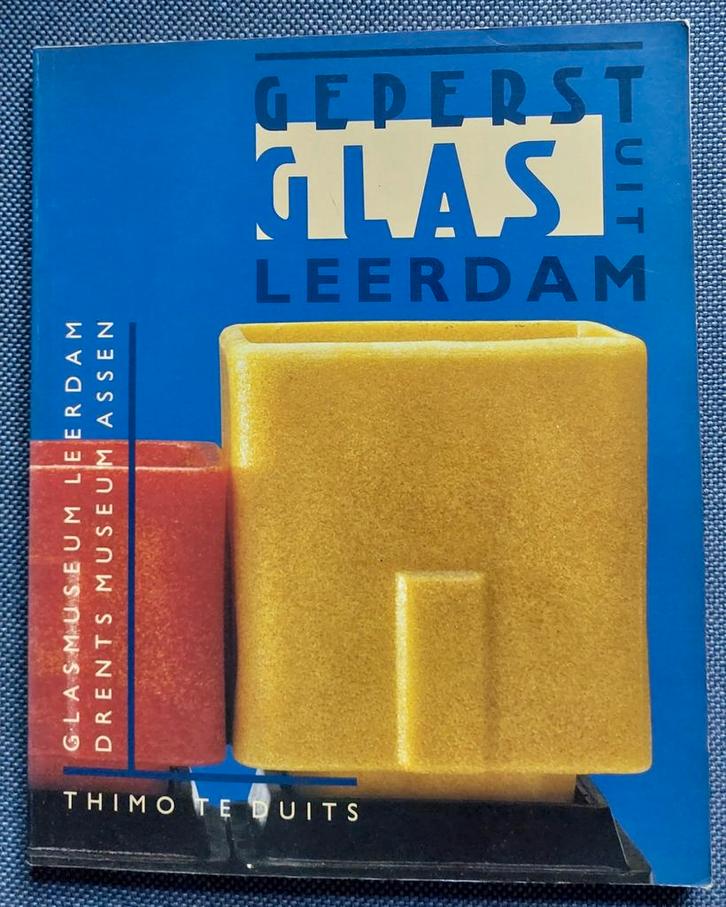 GEPERST
GLAS
UIT
LEERDAM
GLASMUSEUM LEERDAM
DRENTS MUSEUM ASSEN
THIMO TE DUITS